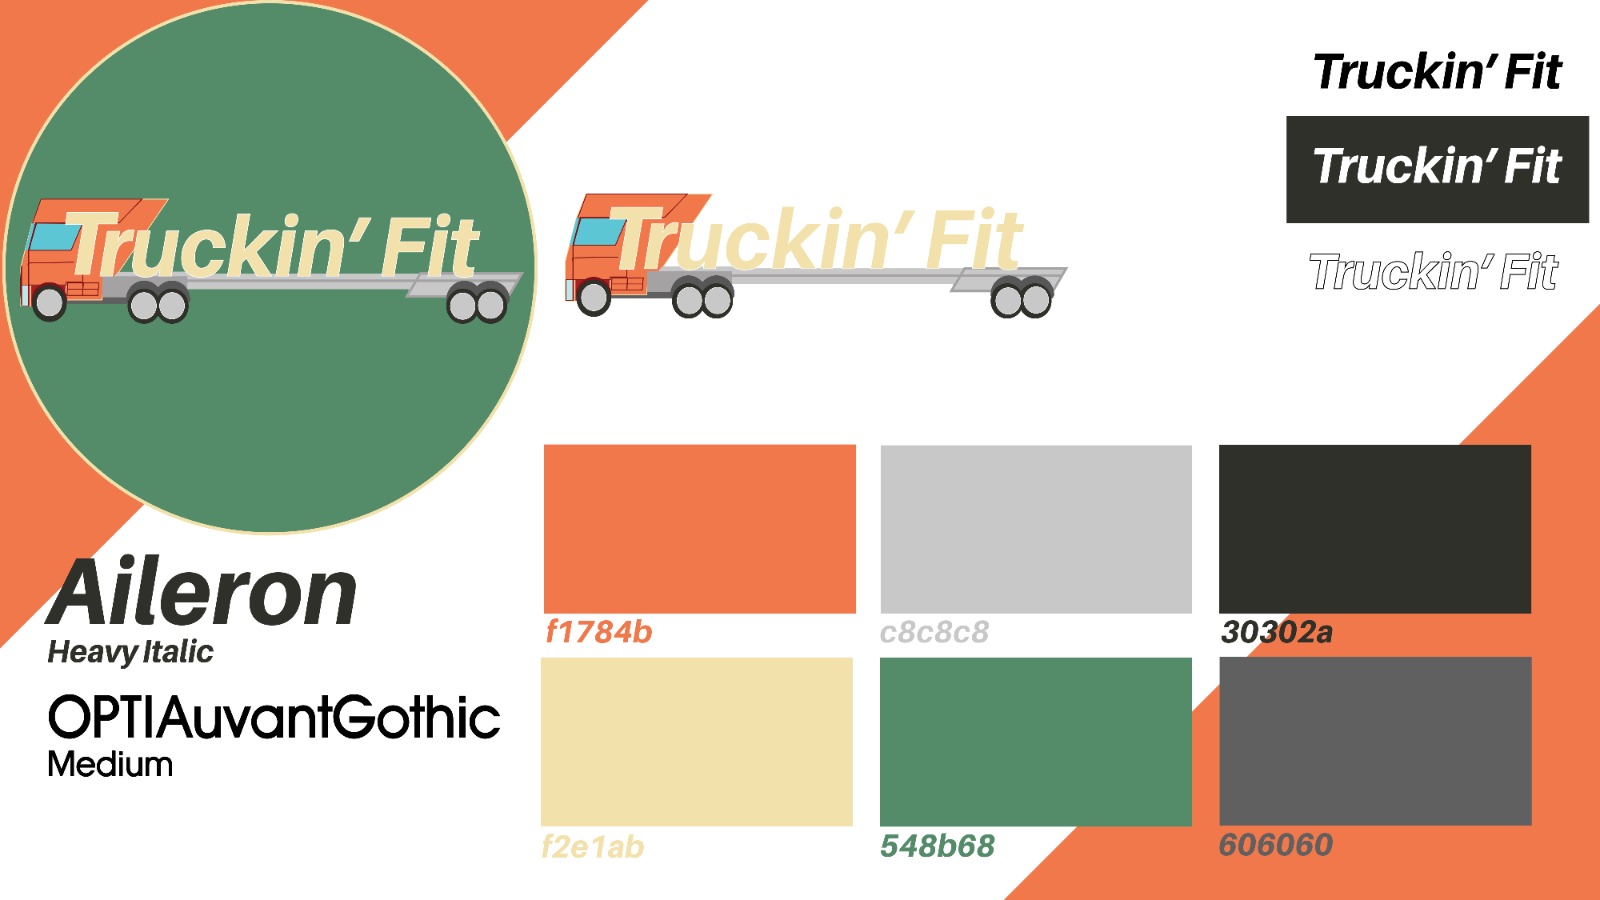 Truckin’ Fit
Truckin’ Fit
Truckin’ Fit
Truckin’ Fit
Truckin’ Fit
Aileron
Heavy Italic
OPTIAuvantGothic
Medium
f1784b
c8c8c8
30302a
f2e1ab
548b68
606060